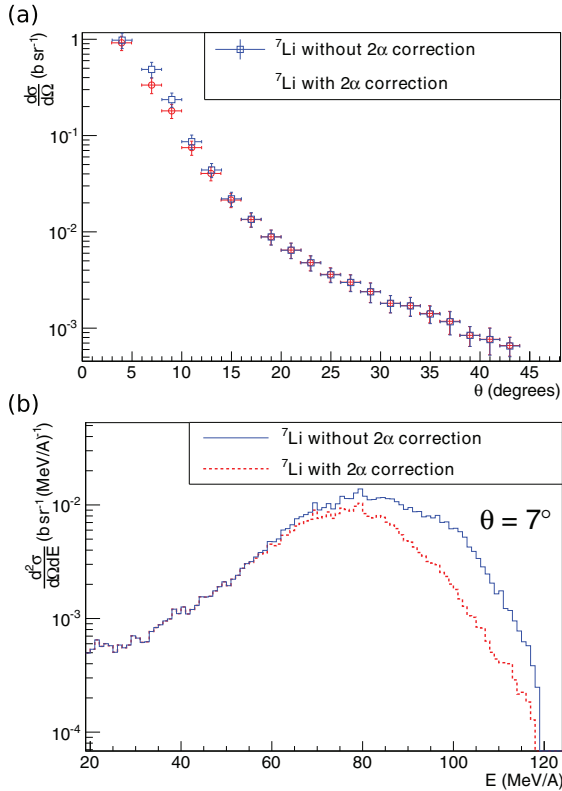 (a)
dσ/dΩ (b sr⁻¹)
⁷Li without 2α correction
⁷Li with 2α correction
1
10⁻¹
10⁻²
10⁻³
0 5 10 15 20 25 30 35 40 45
θ (degrees)
(b)
d²σ/dΩdE (b sr⁻¹(MeV/A)⁻¹)
⁷Li without 2α correction
⁷Li with 2α correction
θ = 7°
10⁻²
10⁻³
10⁻⁴
20 40 60 80 100 120
E (MeV/A)